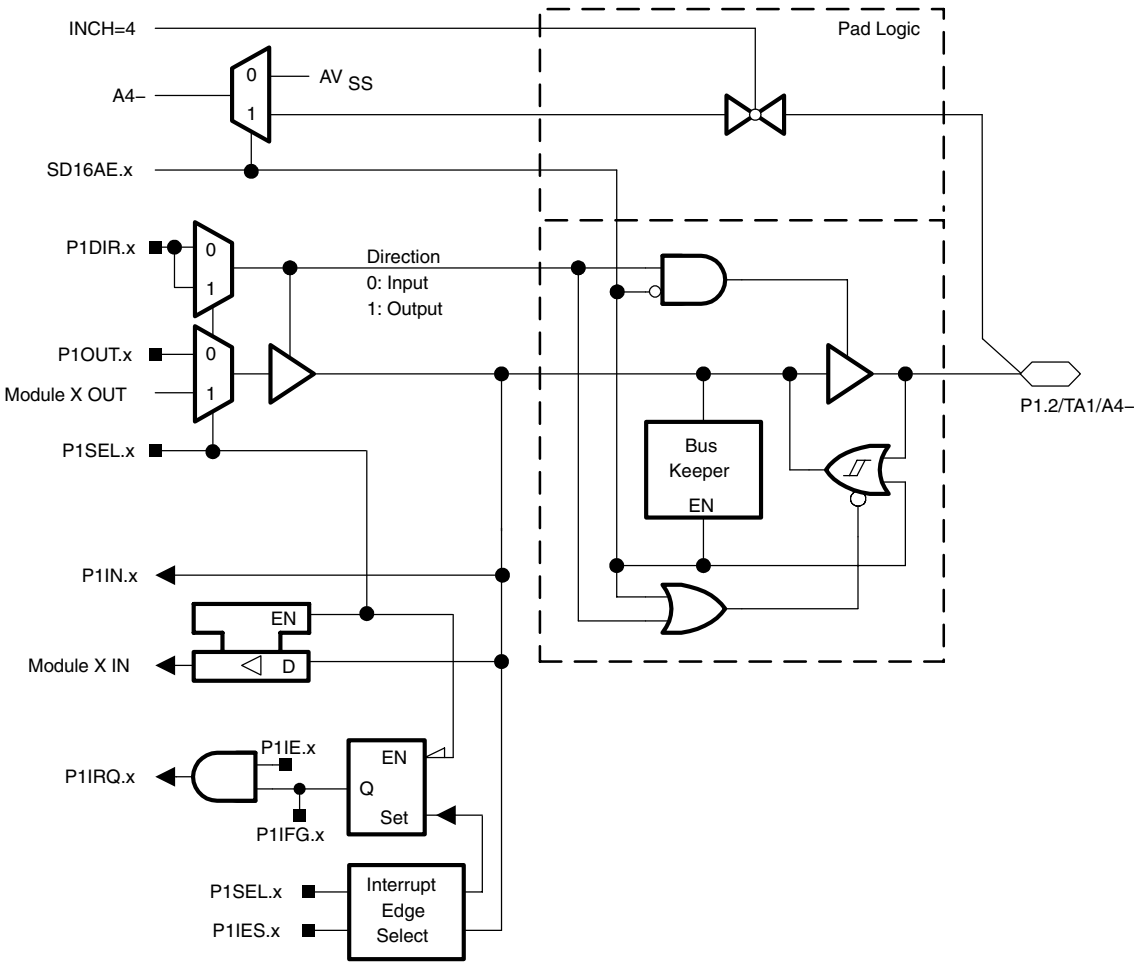 INCH=4
Pad Logic
0
AV SS
A4–
1
SD16AE.x
P1DIR.x
0
1
Direction
0: Input
1: Output
P1OUT.x
0
Module X OUT
1
P1.2/TA1/A4–
P1SEL.x
Bus
Keeper
EN
P1IN.x
EN
Module X IN
D
P1IE.x
EN
P1IRQ.x
Q
Set
P1IFG.x
P1SEL.x
Interrupt
Edge
Select
P1IES.x